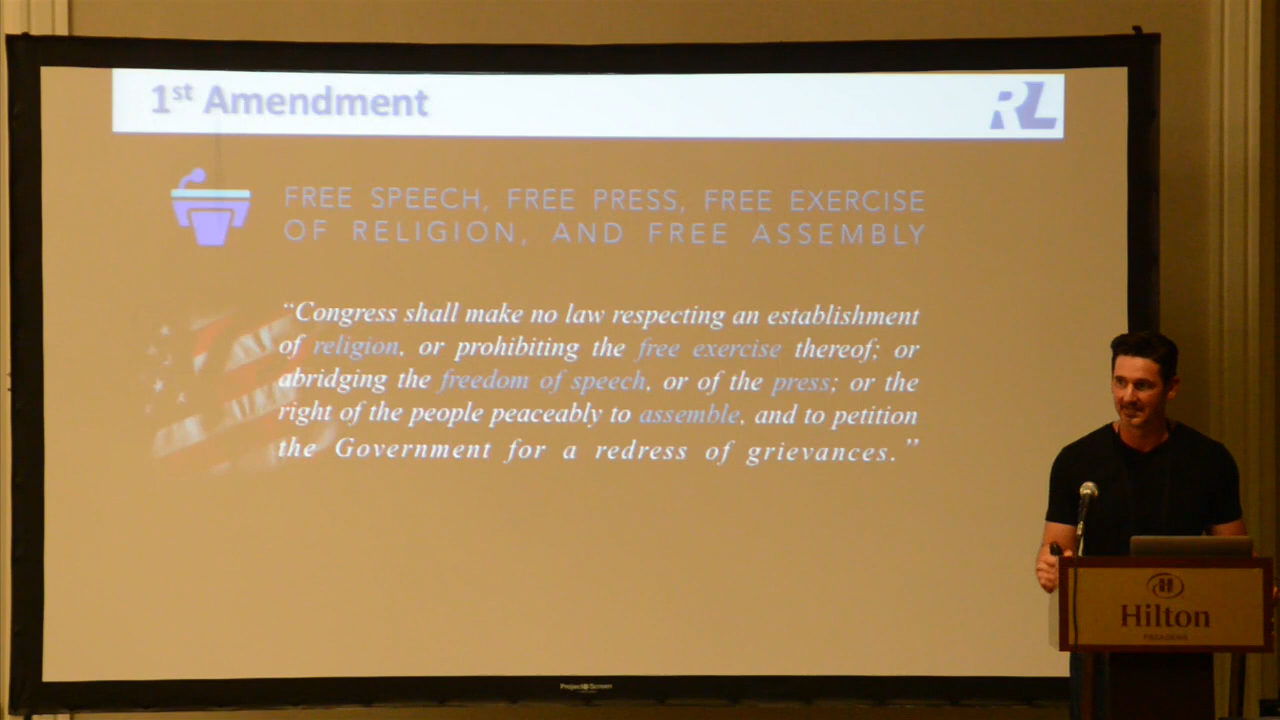 1st Amendment
RL
FREE SPEECH, FREE PRESS, FREE EXERCISE
OF RELIGION, AND FREE ASSEMBLY
“Congress shall make no law respecting an establishment
of religion, or prohibiting the free exercise thereof; or
abridging the freedom of speech, or of the press; or the
right of the people peaceably to assemble, and to petition
the Government for a redress of grievances.”
H
Hilton
PASADENA
Project Screen